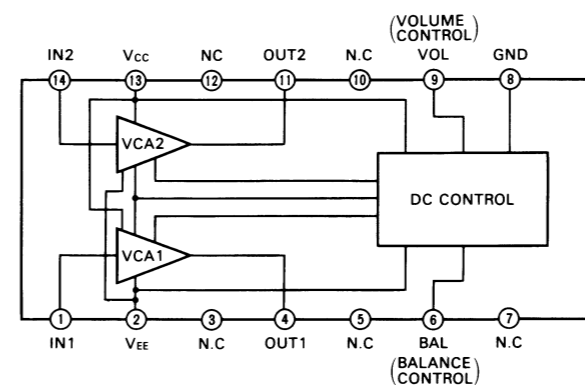 (VOLUME
CONTROL)
IN2 VCC NC OUT2 N.C VOL GND
14 13 12 11 10 9 8
VCA2
DC CONTROL
VCA1
1 2 3 4 5 6 7
IN1 VEE N.C OUT1 N.C BAL N.C
(BALANCE
CONTROL)